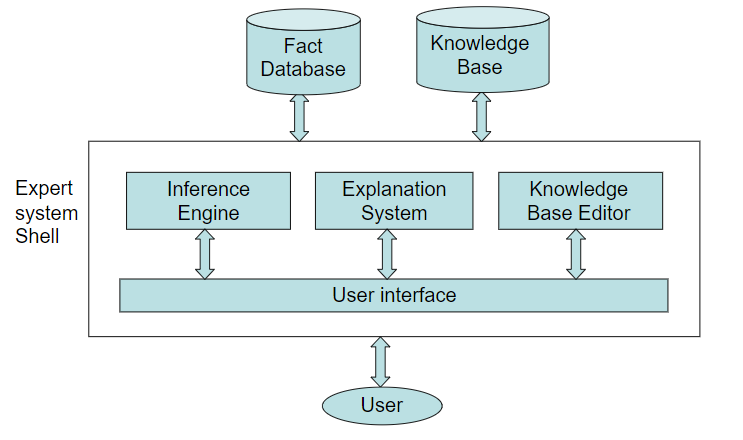 Fact
Database
Knowledge
Base
Expert
system
Shell
Inference
Engine
Explanation
System
Knowledge
Base Editor
User interface
User